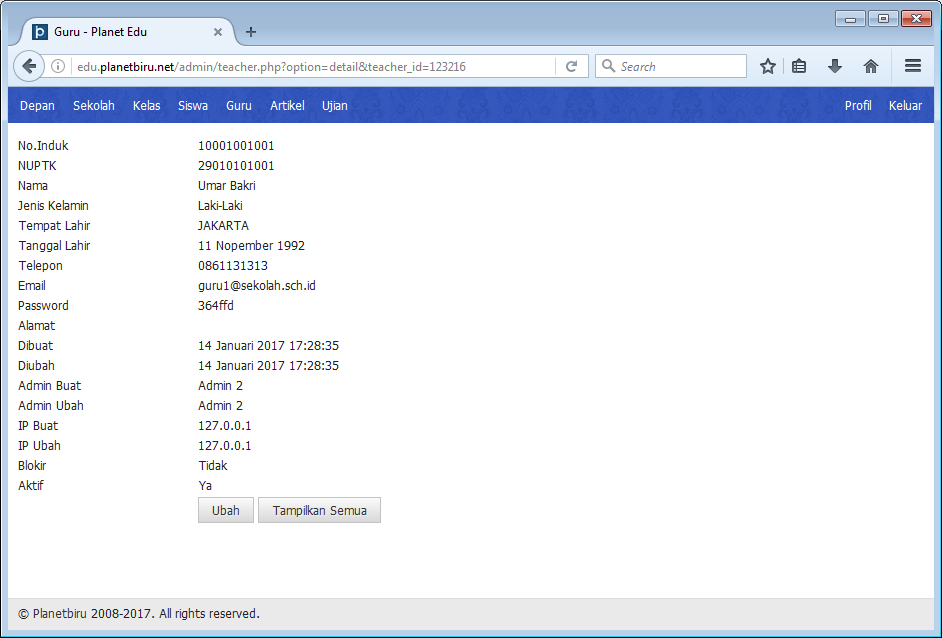 Guru - Planet Edu
edu.planetbiru.net/admin/teacher.php?option=detail&teacher_id=123216
Search
Depan Sekolah Kelas Siswa Guru Artikel Ujian Profil Keluar
No.Induk 10001001001
NUPTK 29010101001
Nama Umar Bakri
Jenis Kelamin Laki-Laki
Tempat Lahir JAKARTA
Tanggal Lahir 11 Nopember 1992
Telepon 0861131313
Email guru1@sekolah.sch.id
Password 364ffd
Alamat
Dibuat 14 Januari 2017 17:28:35
Diubah 14 Januari 2017 17:28:35
Admin Buat Admin 2
Admin Ubah Admin 2
IP Buat 127.0.0.1
IP Ubah 127.0.0.1
Blokir Tidak
Aktif Ya
Ubah Tampilkan Semua
© Planetbiru 2008-2017. All rights reserved.